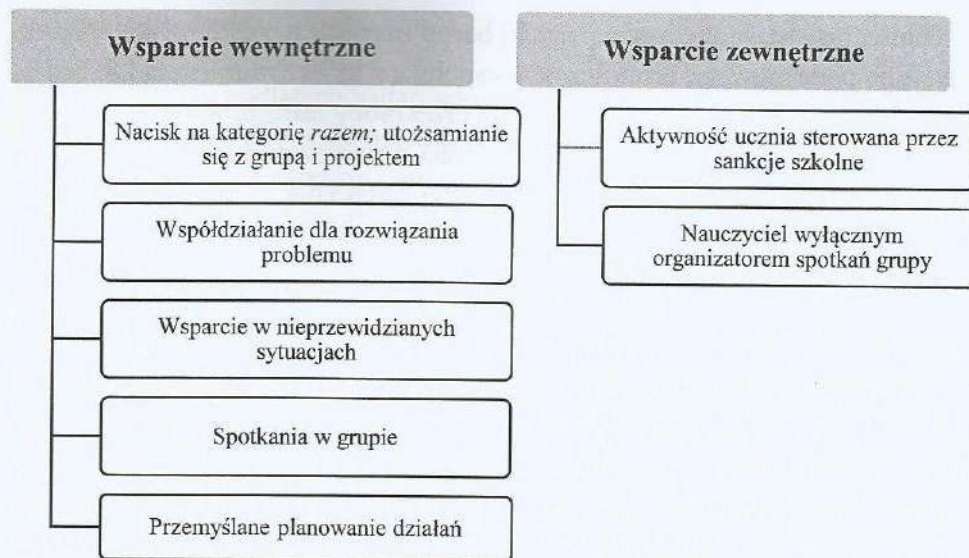 Wsparcie wewnętrzne
Nacisk na kategorię razem; utożsamianie
się z grupą i projektem
Współdziałanie dla rozwiązania
problemu
Wsparcie w nieprzewidzianych
sytuacjach
Spotkania w grupie
Przemyślane planowanie działań
Wsparcie zewnętrzne
Aktywność ucznia sterowana przez
sankcje szkolne
Nauczyciel wyłącznym
organizatorem spotkań grupy